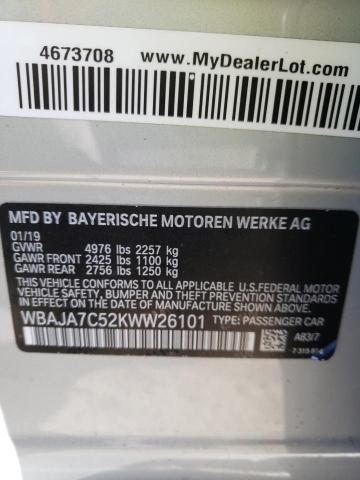 4673708 www.MyDealerLot.com
MFD BY BAYERISCHE MOTOREN WERKE AG
01/19
GVWR 4976 lbs 2257 kg
GAWR FRONT 2425 lbs 1100 kg
GAWR REAR 2756 lbs 1250 kg
THIS VEHICLE CONFORMS TO ALL APPLICABLE U.S. FEDERAL MOTOR
VEHICLE SAFETY, BUMPER AND THEFT PREVENTION STANDARDS
IN EFFECT ON THE DATE OF MANUFACTURE SHOWN ABOVE.
WBAJA7C52KWW26101 TYPE: PASSENGER CAR
A83/7